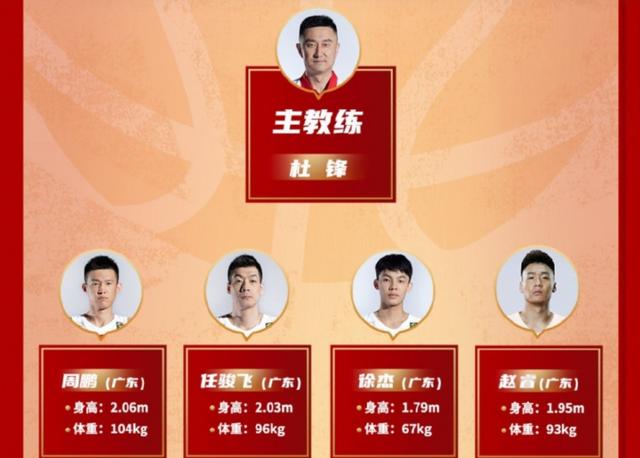 主教练
杜 锋
周鹏(广东)
身高：2.06m
体重：104kg
任骏飞(广东)
身高：2.03m
体重：96kg
徐杰(广东)
身高：1.79m
体重：67kg
赵睿(广东)
身高：1.95m
体重：93kg